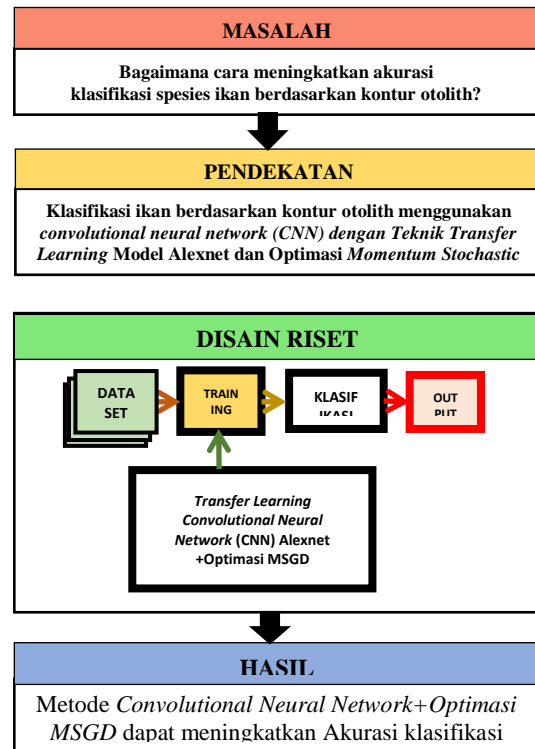 MASALAH
Bagaimana cara meningkatkan akurasi
klasifikasi spesies ikan berdasarkan kontur otolith?
PENDEKATAN
Klasifikasi ikan berdasarkan kontur otolith menggunakan
convolutional neural network (CNN) dengan Teknik Transfer
Learning Model Alexnet dan Optimasi Momentum Stochastic
DISAIN RISET
DATA
SET
TRAIN
ING
KLASIF
IKASI
OUT
PUT
Transfer Learning
Convolutional Neural
Network (CNN) Alexnet
+Optimasi MSGD
HASIL
Metode Convolutional Neural Network+Optimasi
MSGD dapat meningkatkan Akurasi klasifikasi